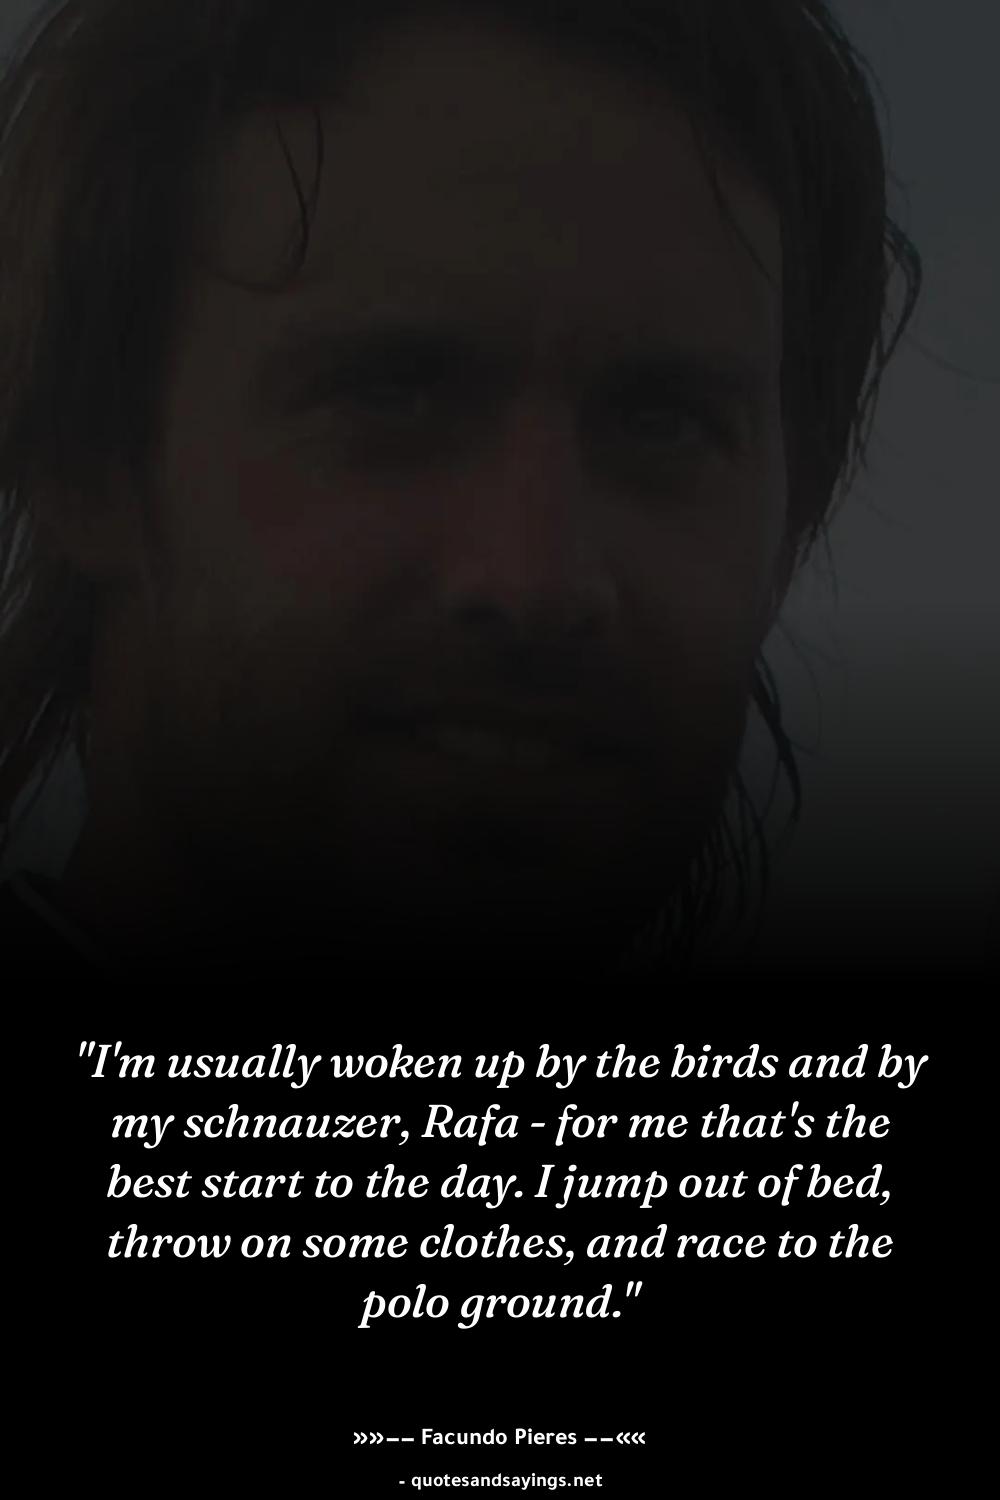 "I'm usually woken up by the birds and by
my schnauzer, Rafa - for me that's the
best start to the day. I jump out of bed,
throw on some clothes, and race to the
polo ground."
»»−− Facundo Pieres −−««
- quotesandsayings.net